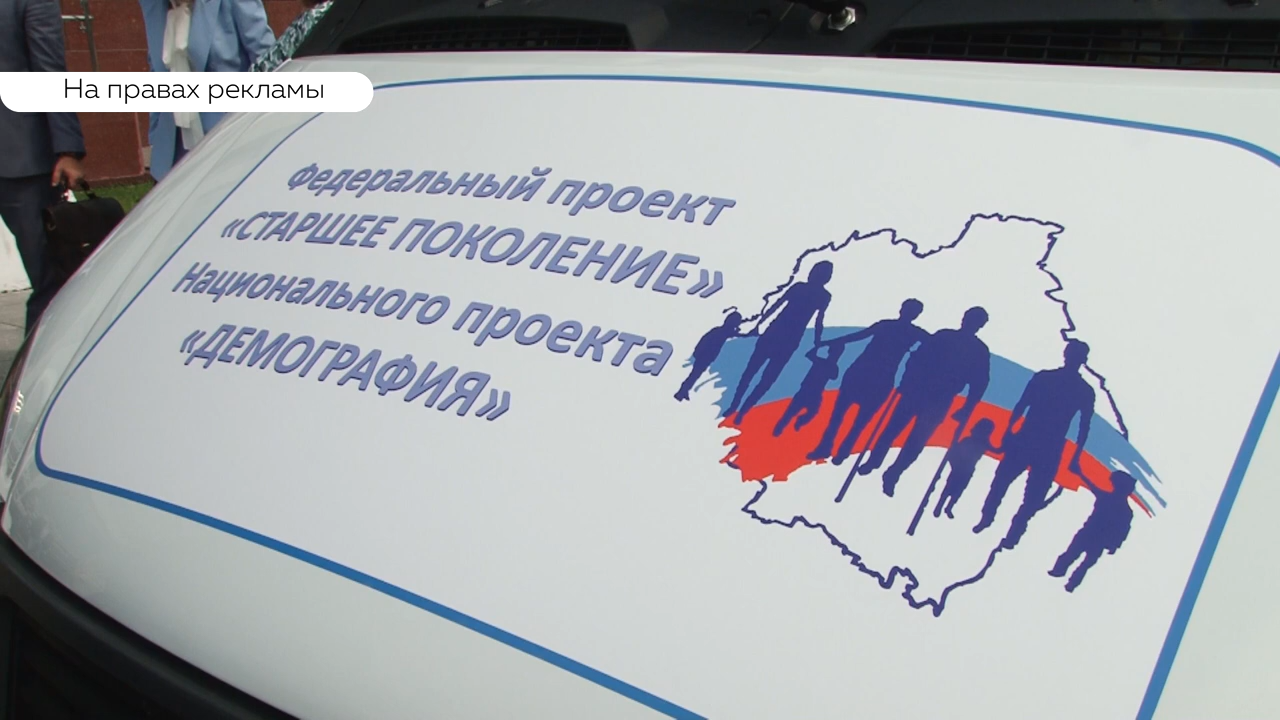 На правах рекламы
Федеральный проект
«СТАРШЕЕ ПОКОЛЕНИЕ»
Национального проекта
«ДЕМОГРАФИЯ»